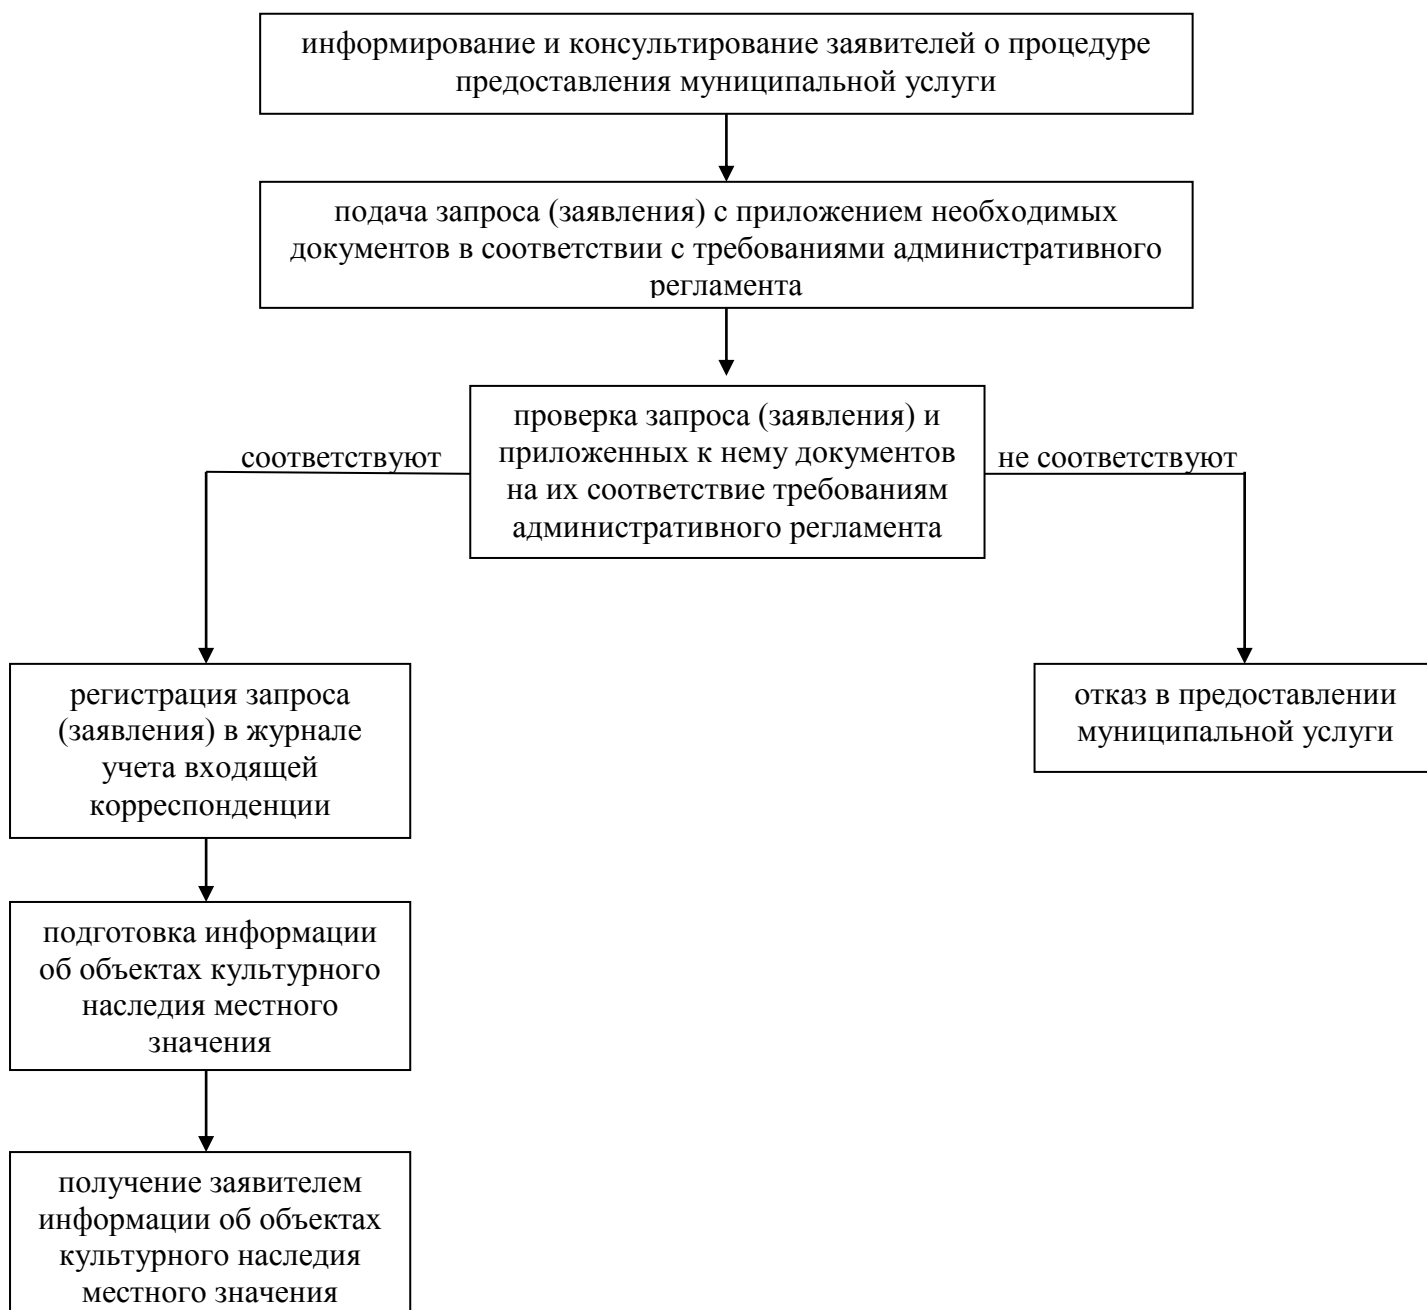 информирование и консультирование заявителей о процедуре
предоставления муниципальной услуги
подача запроса (заявления) с приложением необходимых
документов в соответствии с требованиями административного
регламента
проверка запроса (заявления) и
приложенных к нему документов
на их соответствие требованиям
административного регламента
соответствуют
не соответствуют
регистрация запроса
(заявления) в журнале
учета входящей
корреспонденции
отказ в предоставлении
муниципальной услуги
подготовка информации
об объектах культурного
наследия местного
значения
получение заявителем
информации об объектах
культурного наследия
местного значения